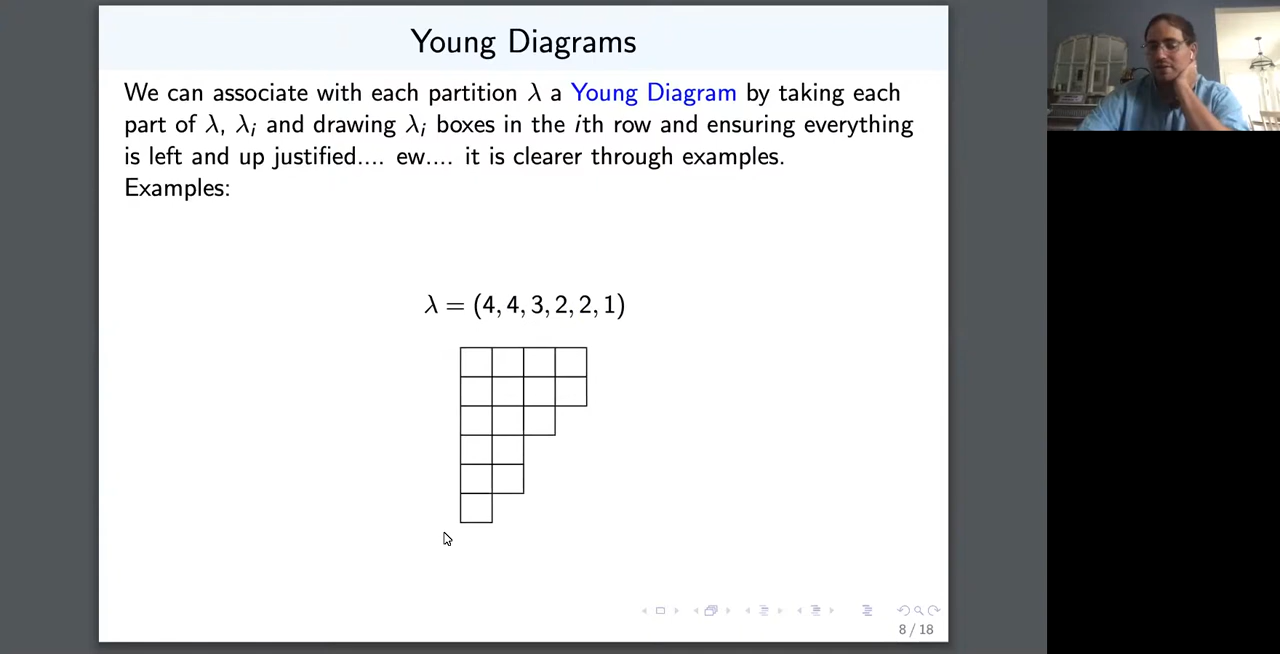 Young Diagrams
We can associate with each partition λ a Young Diagram by taking each
part of λ, λᵢ and drawing λᵢ boxes in the ith row and ensuring everything
is left and up justified.... ew.... it is clearer through examples.
Examples:
λ = (4, 4, 3, 2, 2, 1)
8 / 18